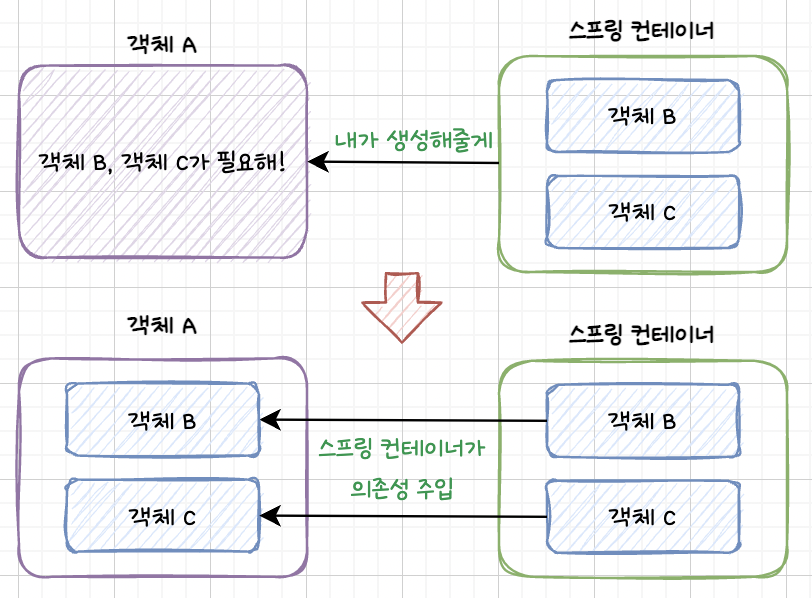 객체 A
스프링 컨테이너
객체 B, 객체 C가 필요해!
내가 생성해줄게
객체 B
객체 C
객체 A
스프링 컨테이너
객체 B
객체 B
스프링 컨테이너가
의존성 주입
객체 C
객체 C